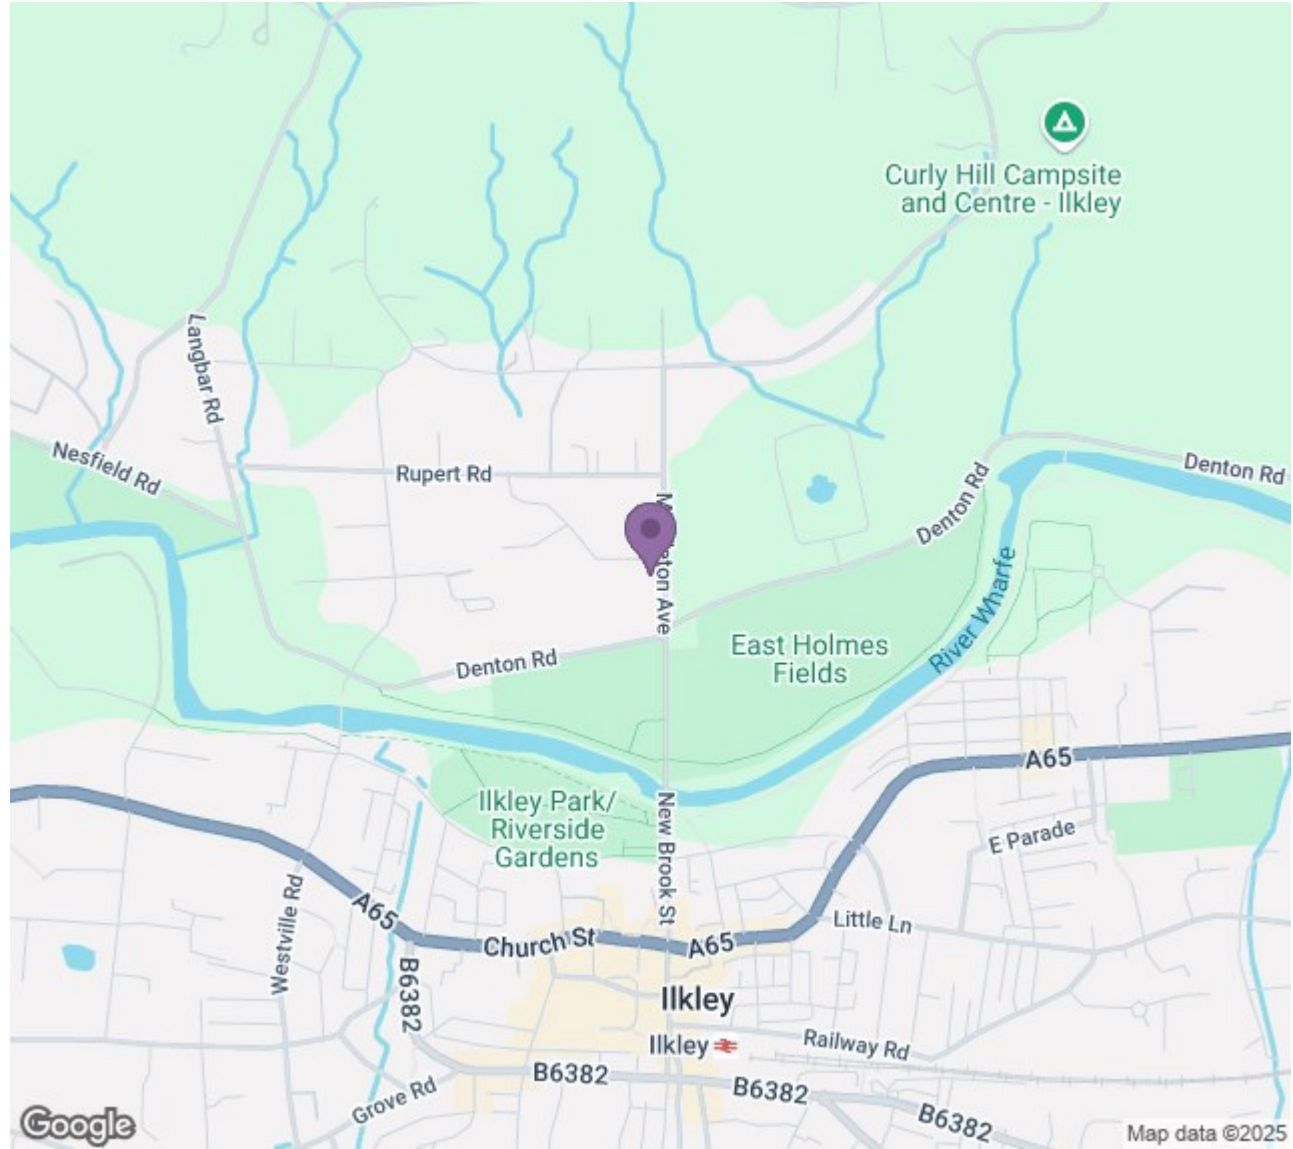 Curly Hill Campsite
and Centre - Ilkley
Langbar Rd
Nesfield Rd
Rupert Rd
Denton Rd
Denton Rd
Denton Rd
East Holmes
Fields
River Wharfe
A65
Ilkley Park/
Riverside
Gardens
New Brook St
E Parade
Westville Rd
A65
Church St
A65
Little Ln
B6382
Ilkley
Ilkley
Railway Rd
B6382
B6382
B6382
Grove Rd
Google
Map data ©2025